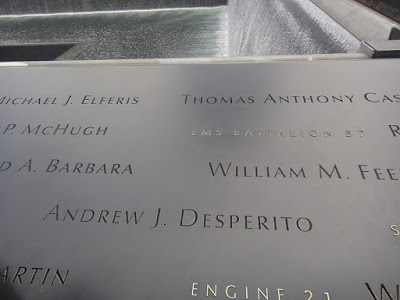 MICHAEL J. ELFERIS THOMAS ANTHONY CAS
P. MCHUGH EMS BATTALION 57 R
D A. BARBARA WILLIAM M. FEE
ANDREW J. DESPERITO S
ARTIN ENGINE 21 W